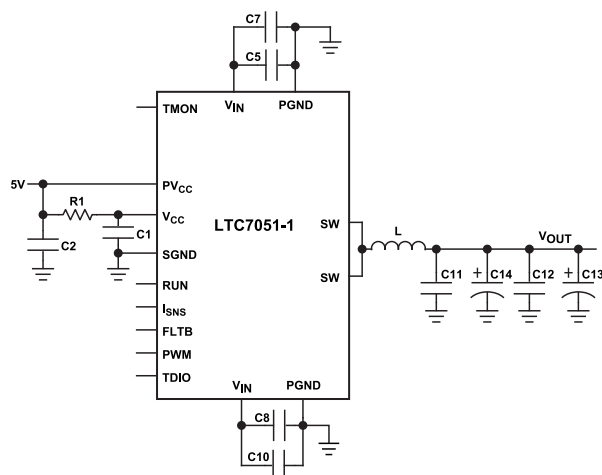 C7
C5
TMON
VIN
PGND
5V
PVCC
R1
VCC
LTC7051-1
SW
L
VOUT
C1
C2
SGND
SW
C11
+
C14
C12
+
C13
RUN
ISNS
FLTB
PWM
TDIO
VIN
PGND
C8
C10